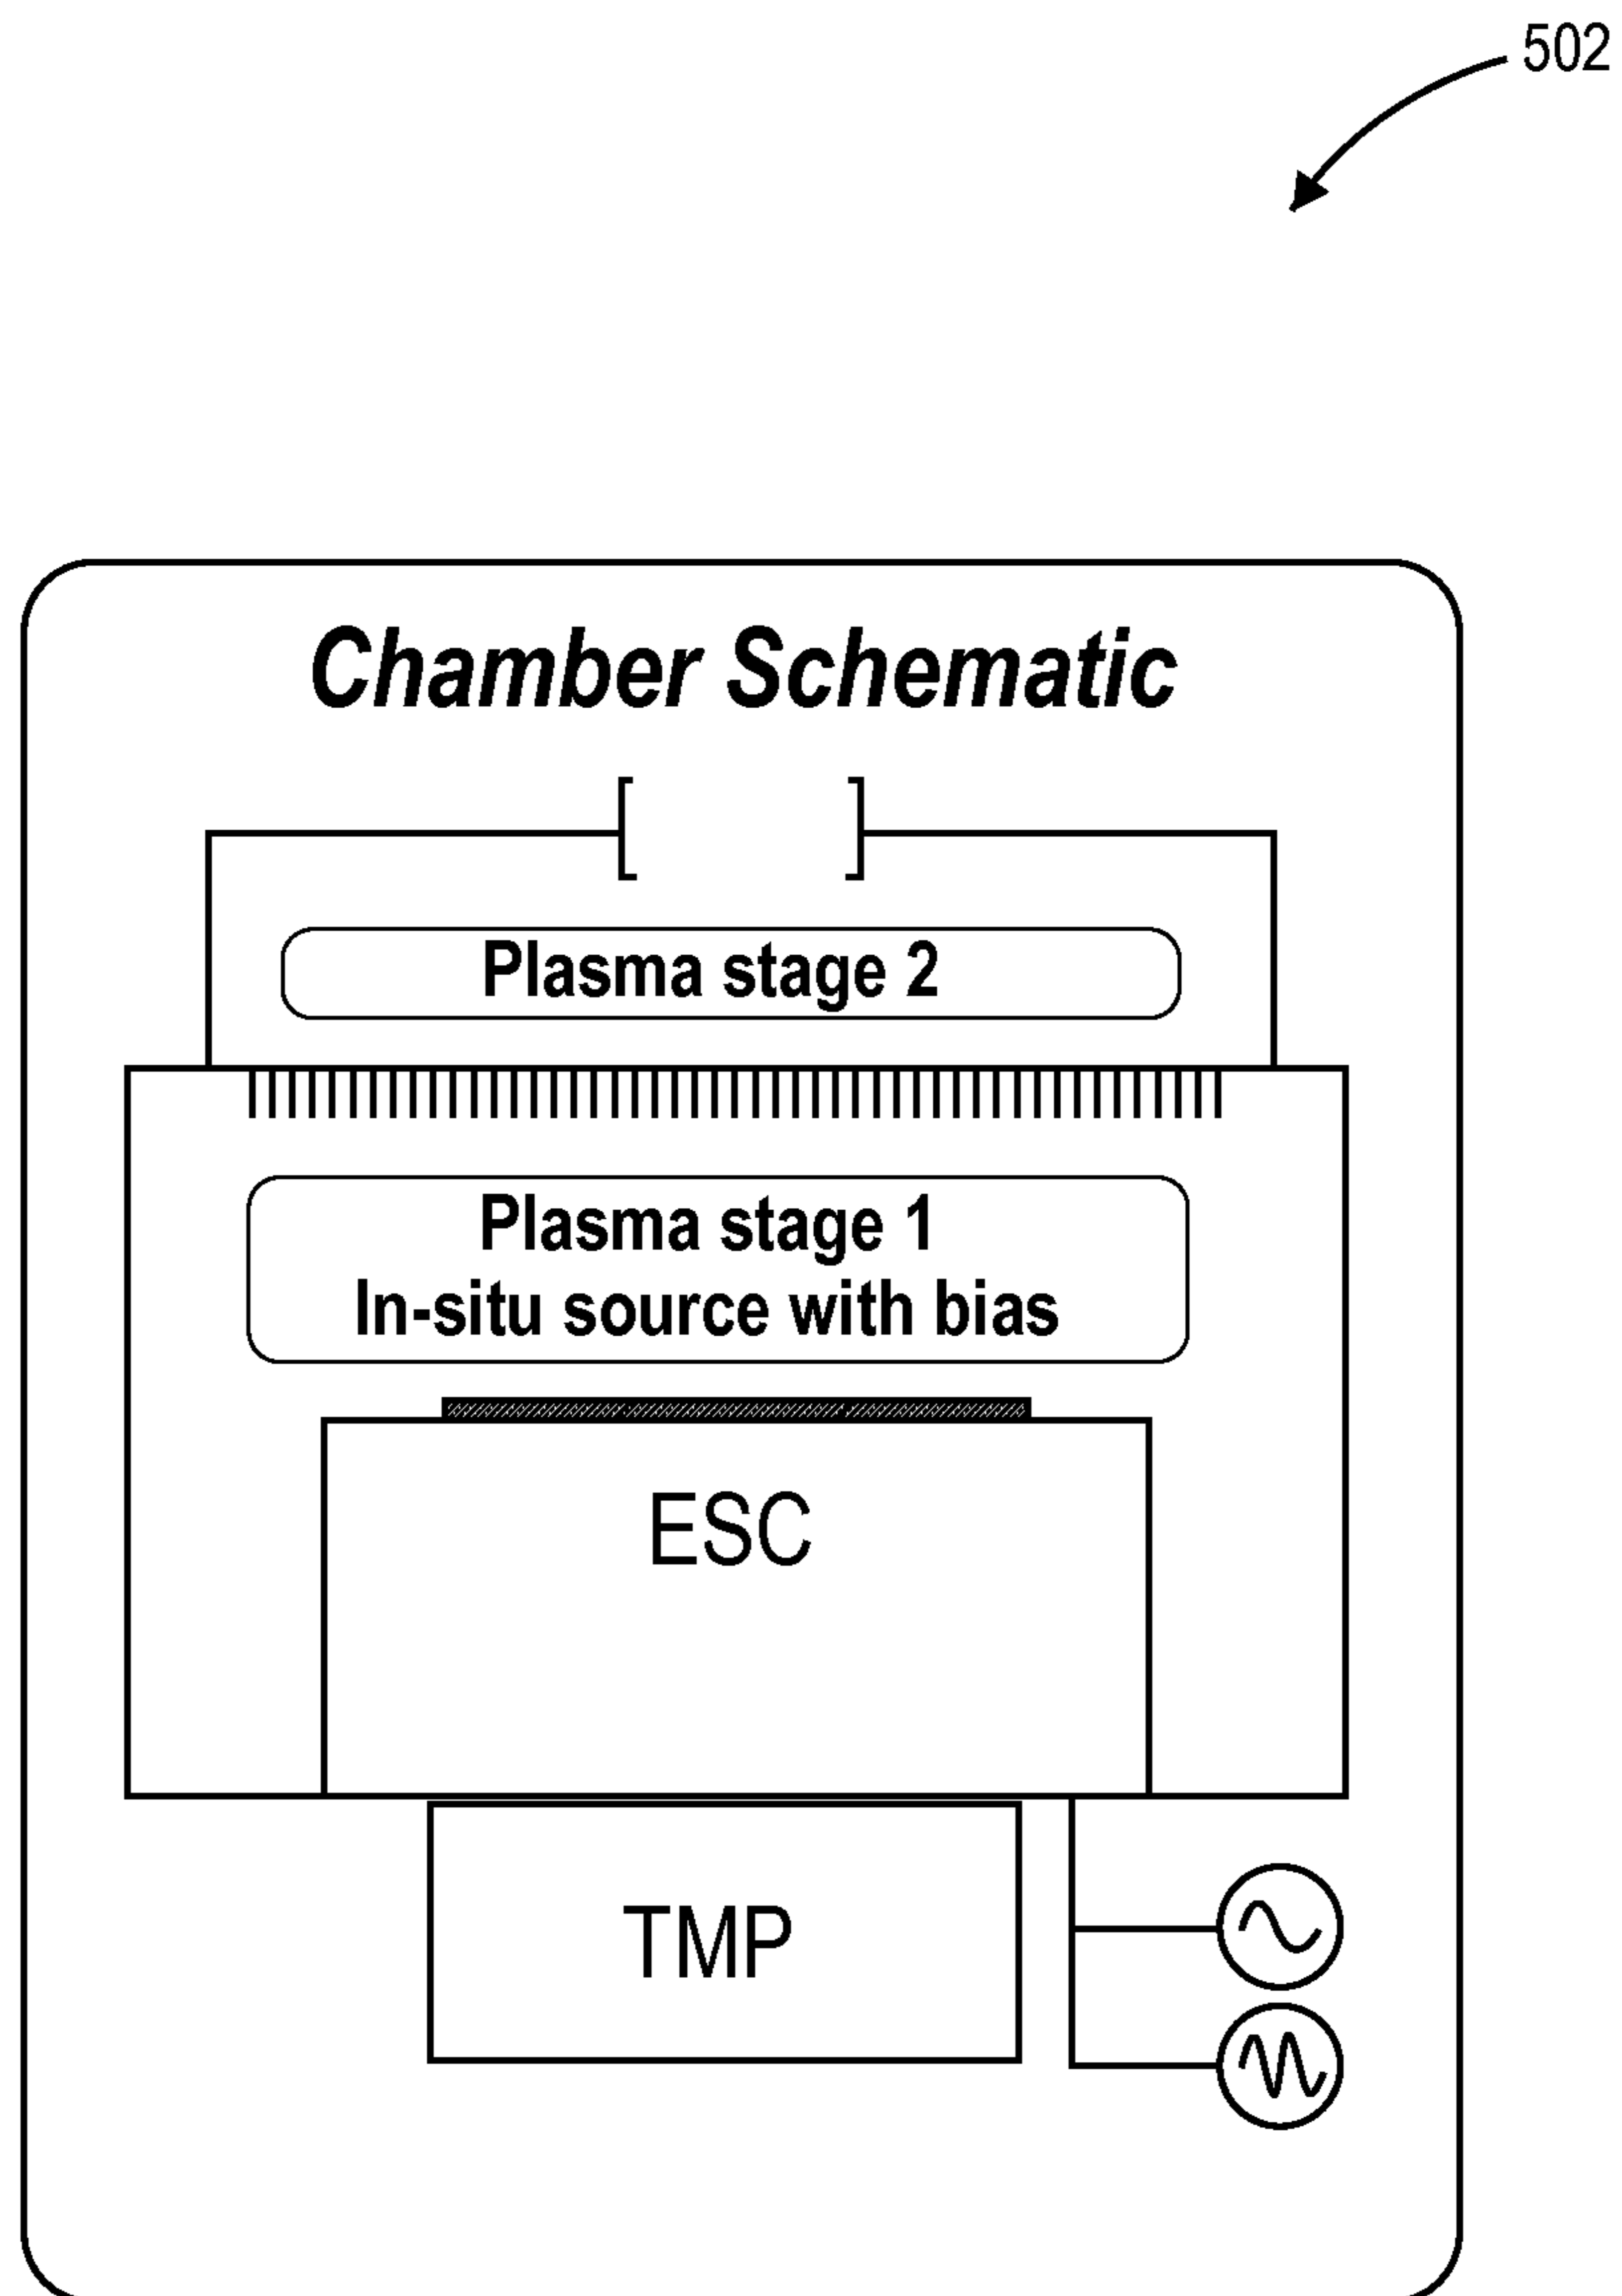 502
Chamber Schematic
Plasma stage 2
Plasma stage 1
In-situ source with bias
ESC
TMP